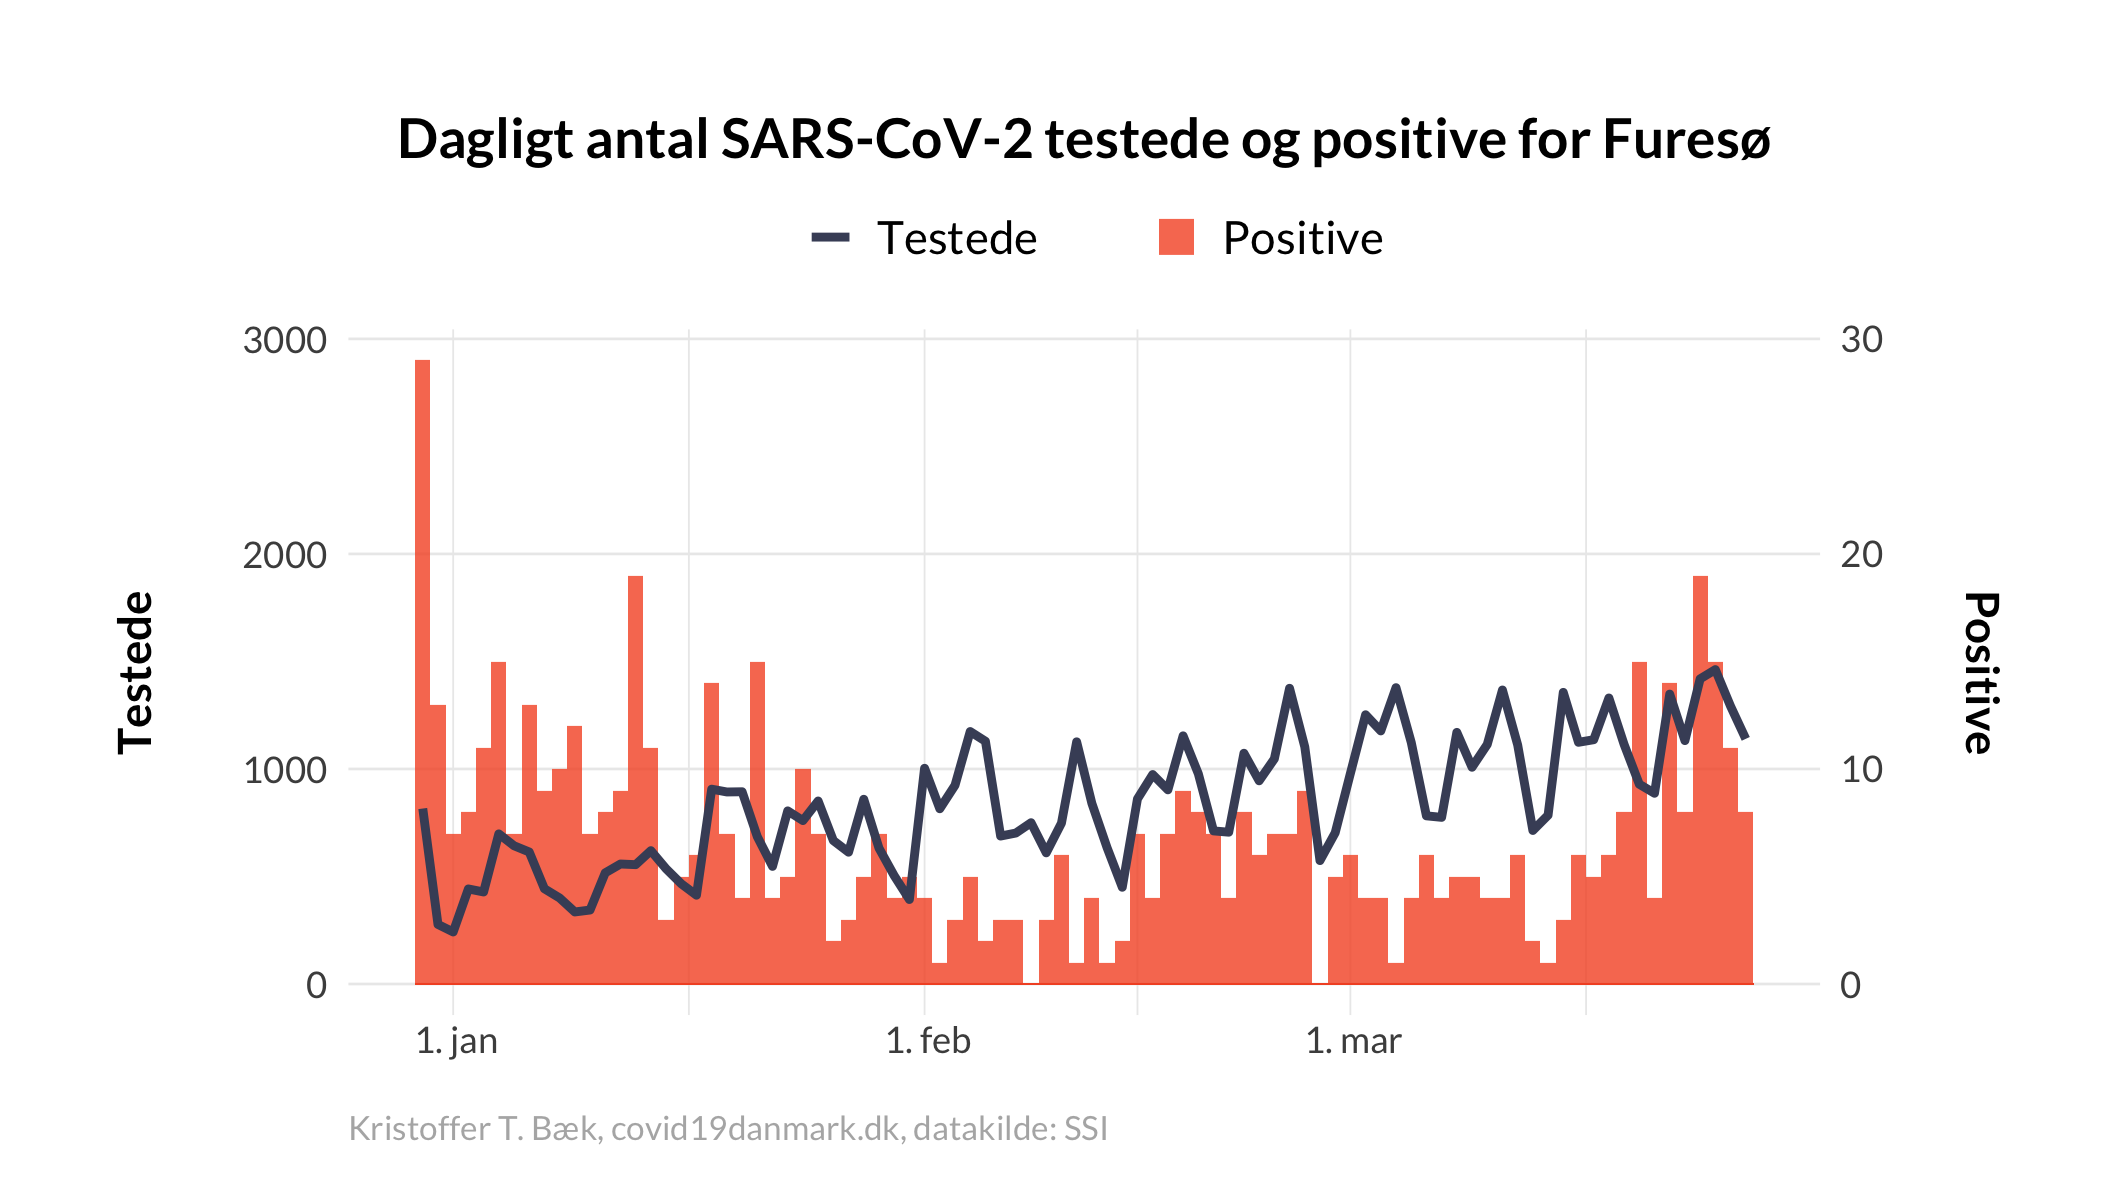 Dagligt antal SARS-CoV-2 testede og positive for Furesø
Testede
Positive
3000
2000
1000
0
30
20
10
0
Testede
Positive
1. jan
1. feb
1. mar
Kristoffer T. Bæk, covid19danmark.dk, datakilde: SSI